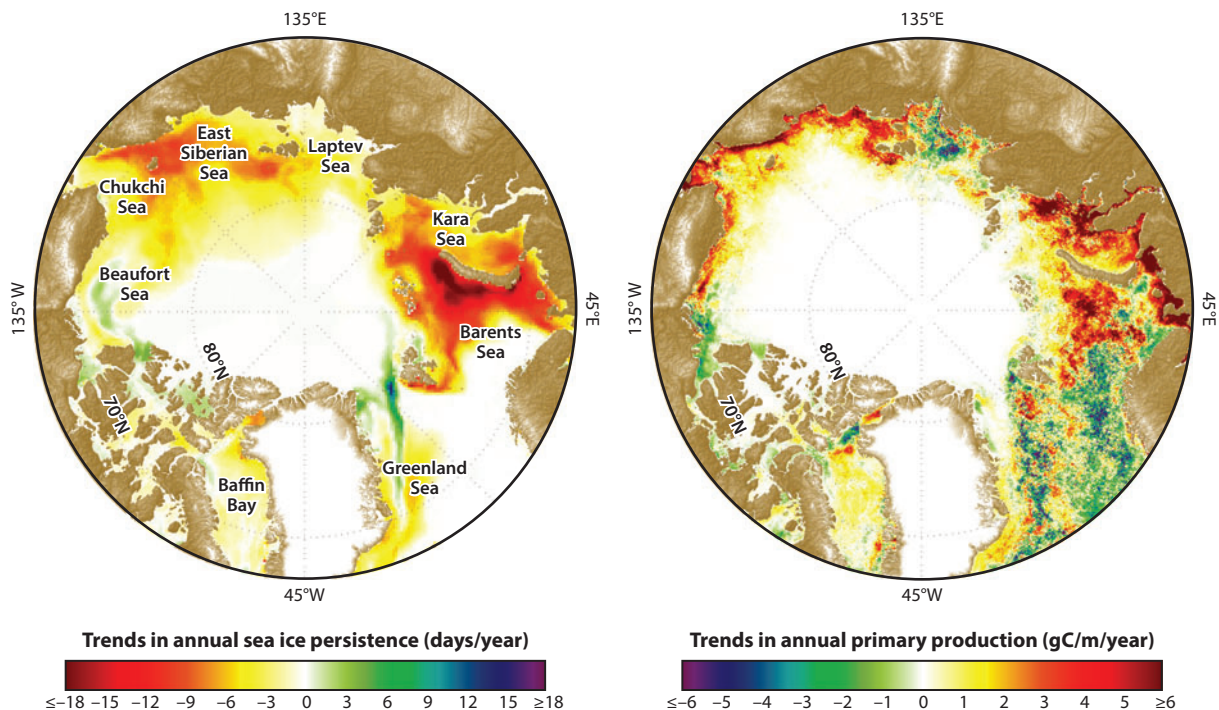 135°E
135°E
East
Siberian
Sea
Laptev
Sea
Chukchi
Sea
Kara
Sea
Beaufort
Sea
135° W
45°E
135° W
45°E
Barents
Sea
80°N
80°N
70°N
70°N
Greenland
Sea
Baffin
Bay
45°W
45°W
Trends in annual sea ice persistence (days/year)
≤–18 –15 –12 –9 –6 –3 0 3 6 9 12 15 ≥18
Trends in annual primary production (gC/m/year)
≤–6 –5 –4 –3 –2 –1 0 1 2 3 4 5 ≥6